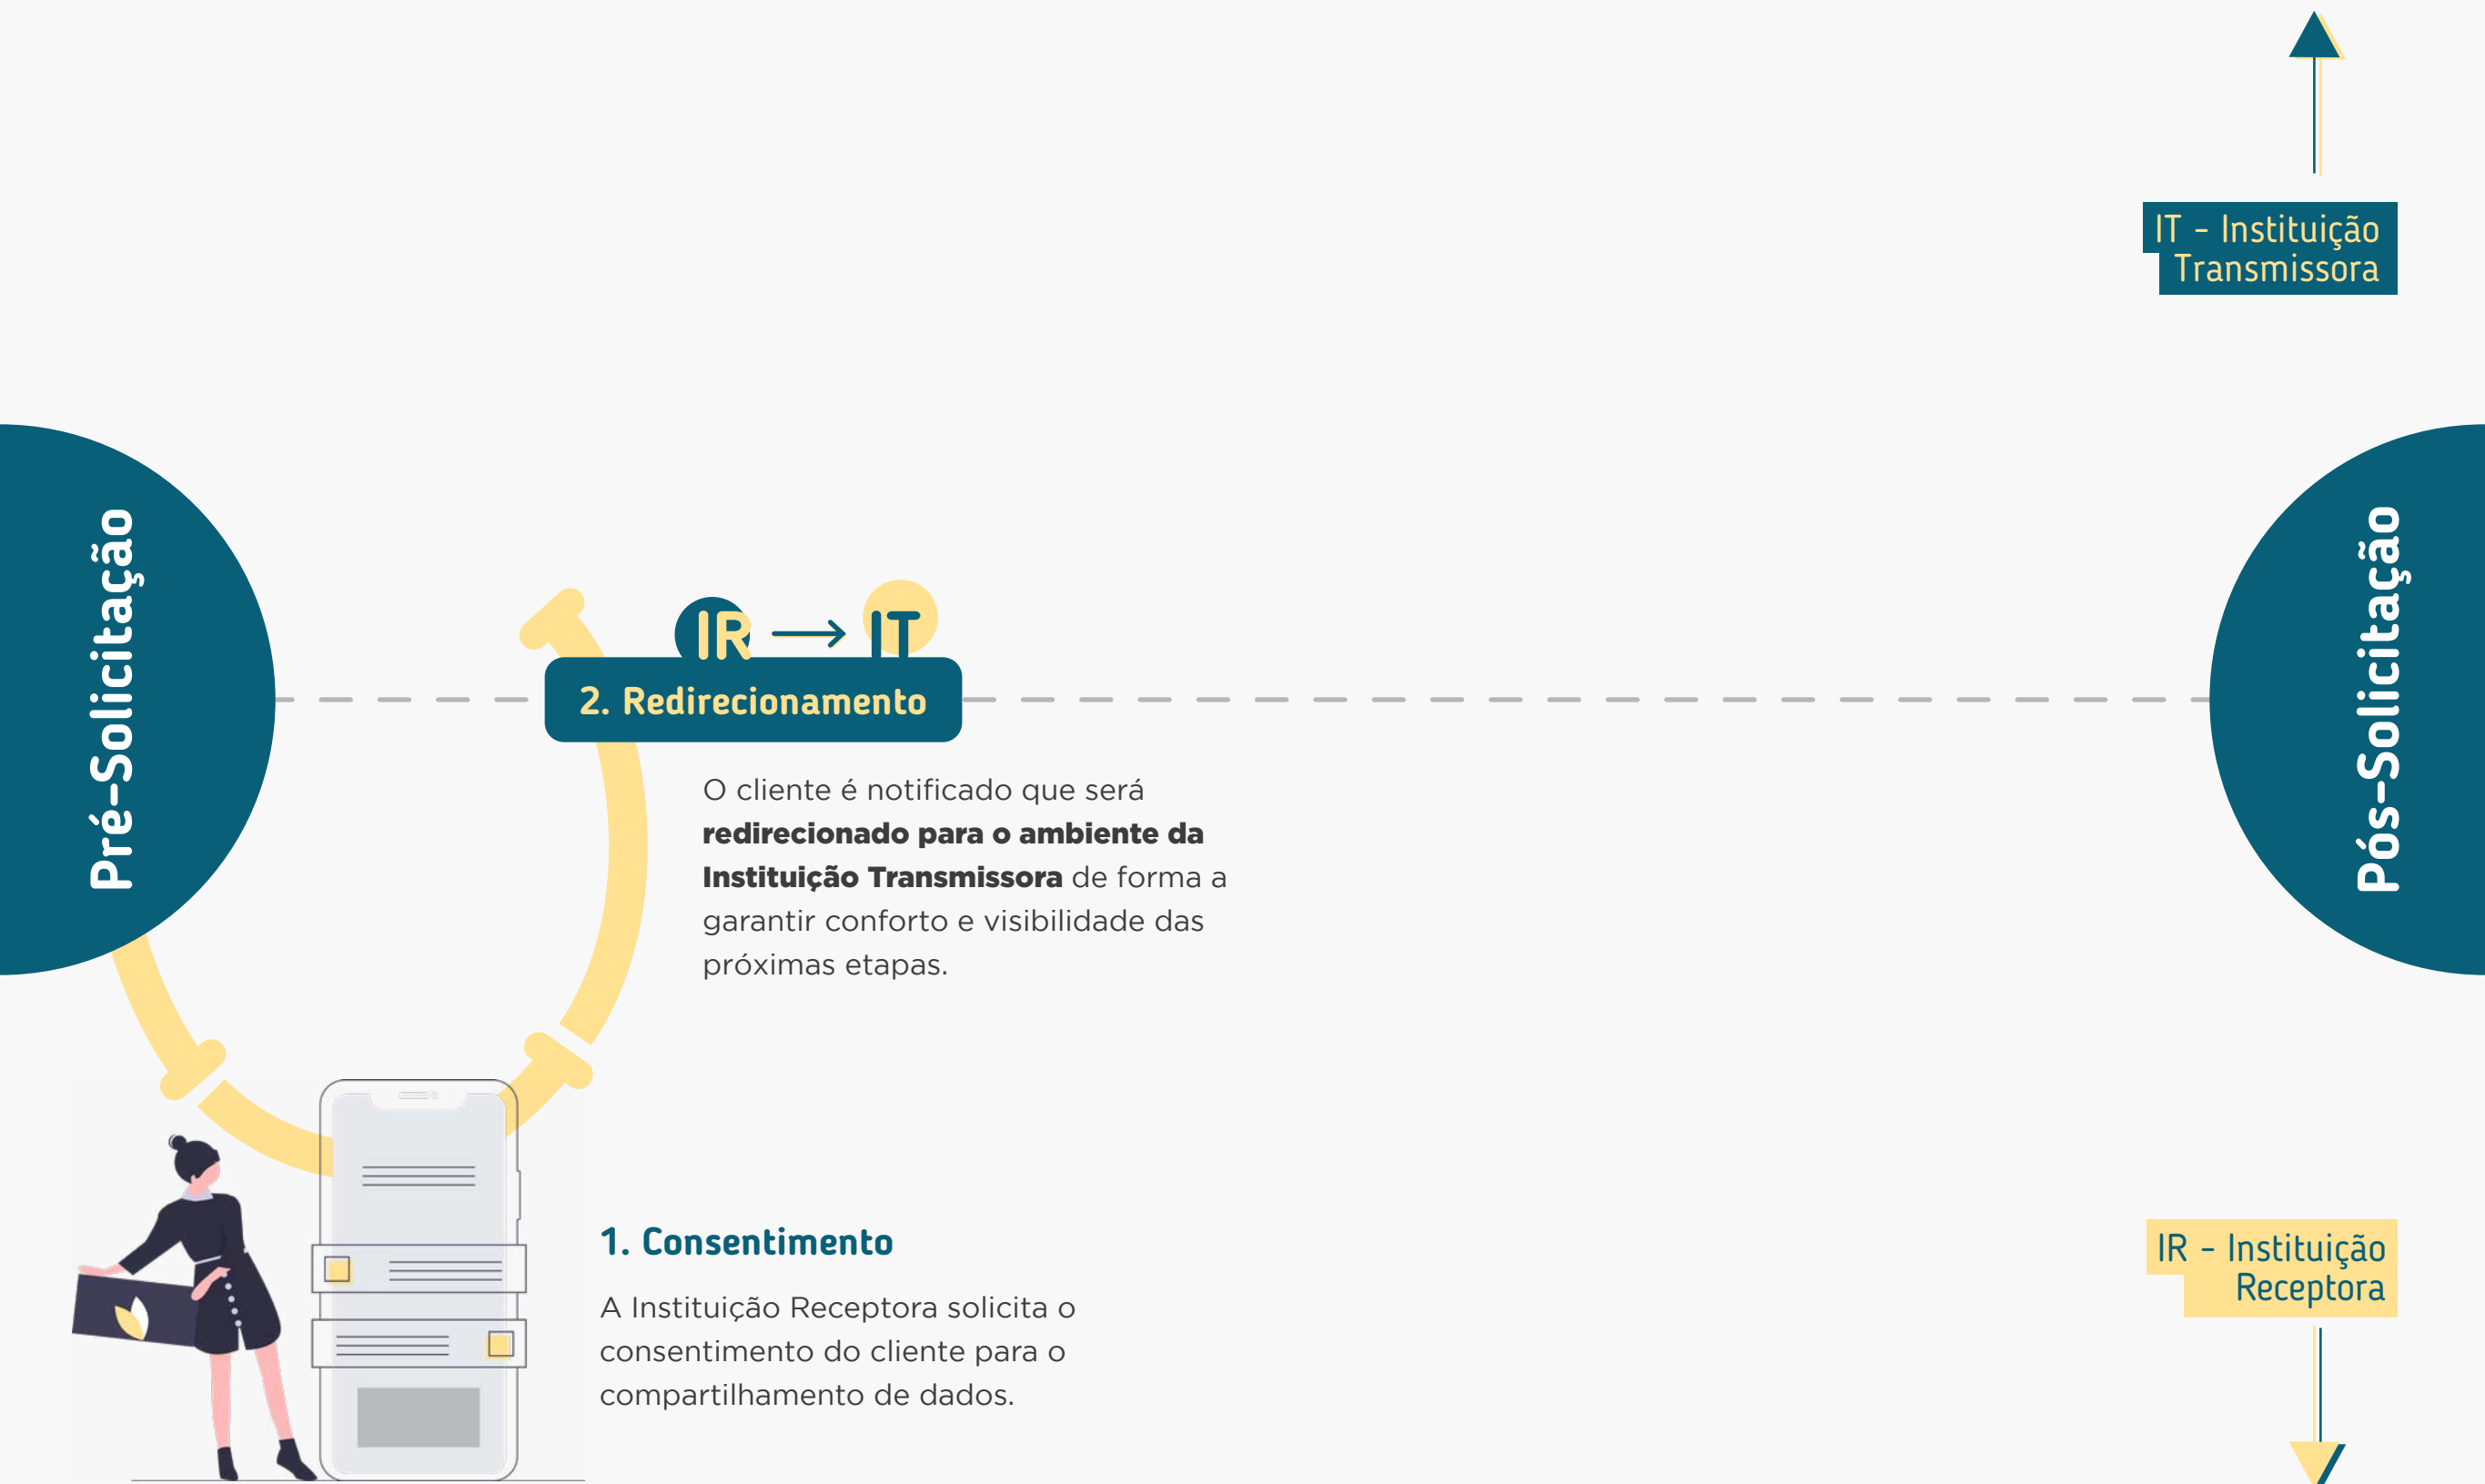 IT - Instituição
Transmissora
Pré-Solicitação
Pós-Solicitação
IR → IT
2. Redirecionamento
O cliente é notificado que será
redirecionado para o ambiente da
Instituição Transmissora de forma a
garantir conforto e visibilidade das
próximas etapas.
1. Consentimento
A Instituição Receptora solicita o
consentimento do cliente para o
compartilhamento de dados.
IR - Instituição
Receptora